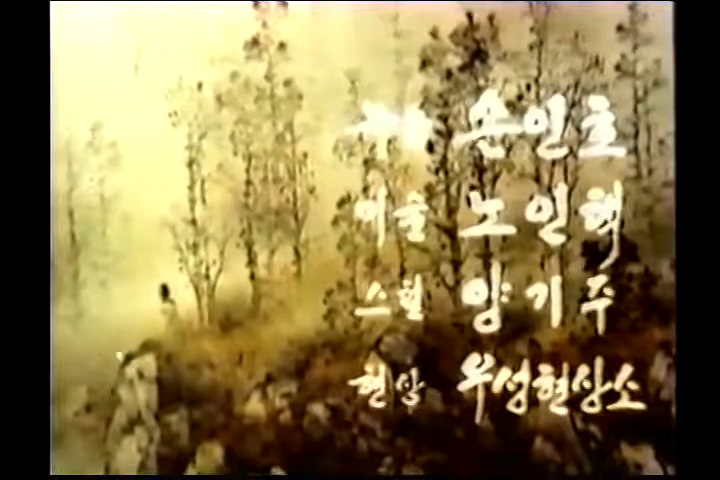 손인호
미술 노인택
스틸 양기주
현상 우성현상소